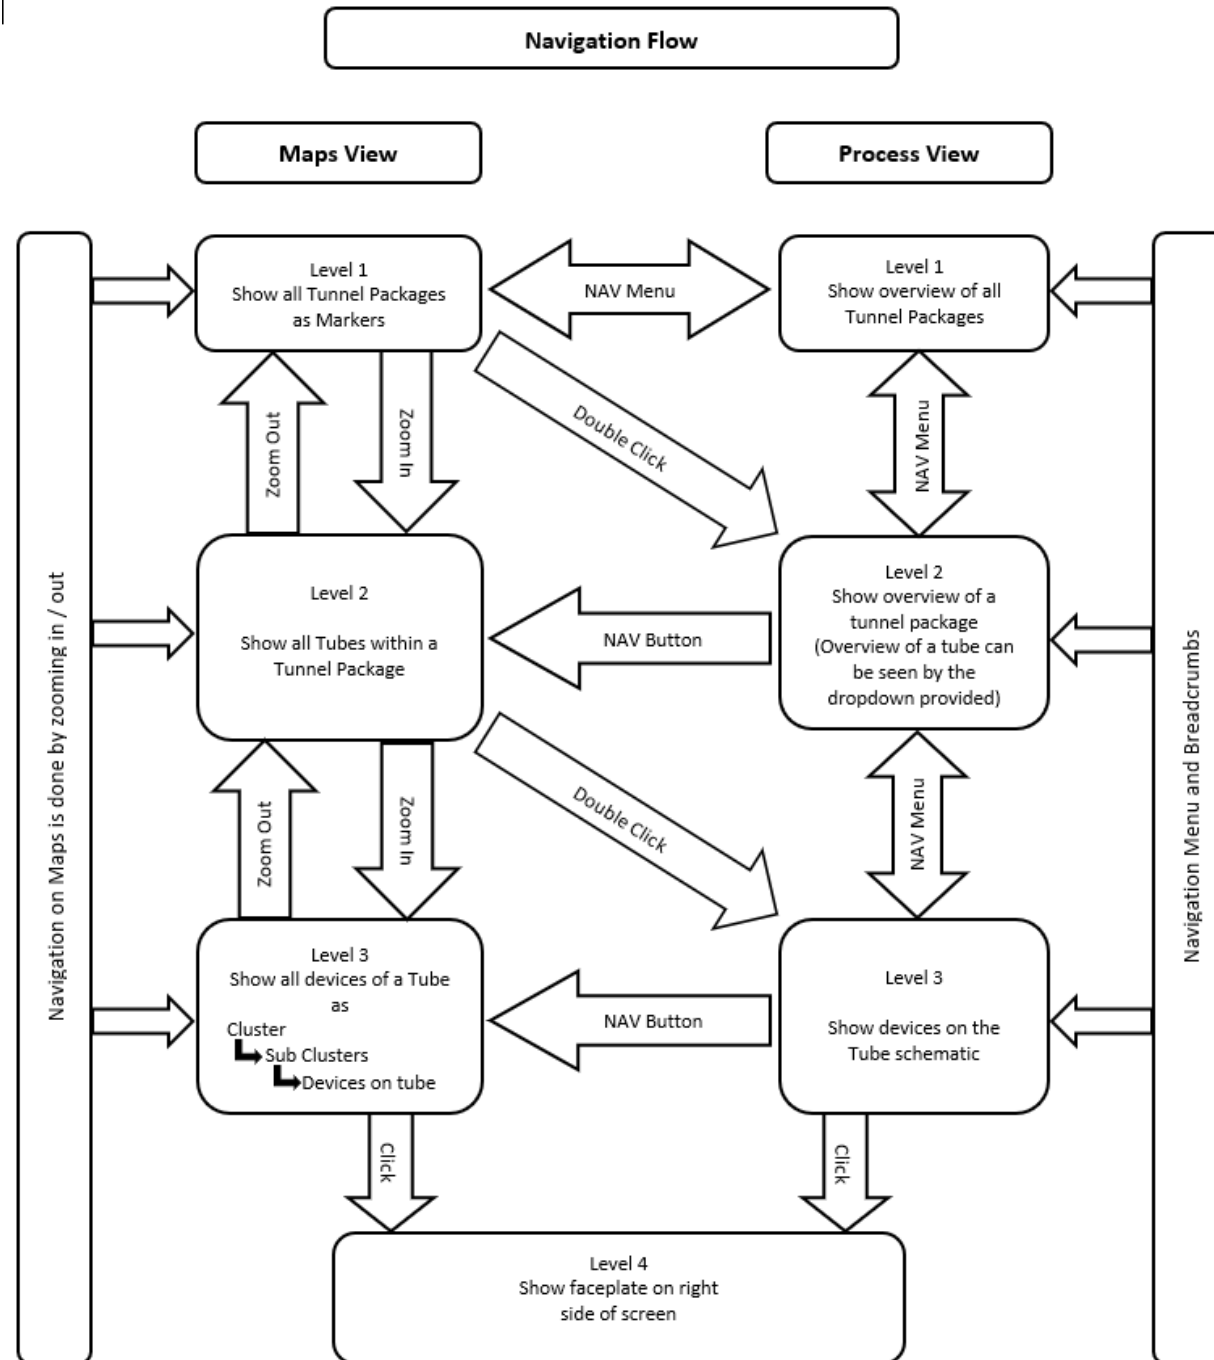 Navigation Flow
Maps View
Process View
Level 1
Show all Tunnel Packages
as Markers
NAV Menu
Level 1
Show overview of all
Tunnel Packages
Zoom Out
Zoom In
Double Click
NAV Menu
Navigation on Maps is done by zooming in / out
Level 2
Show all Tubes within a
Tunnel Package
NAV Button
Level 2
Show overview of a
tunnel package
(Overview of a tube can
be seen by the
dropdown provided)
Navigation Menu and Breadcrumbs
Zoom Out
Zoom In
Double Click
NAV Menu
Level 3
Show all devices of a Tube
as
Cluster
Sub Clusters
Devices on tube
NAV Button
Level 3
Show devices on the
Tube schematic
Click
Click
Level 4
Show faceplate on right
side of screen